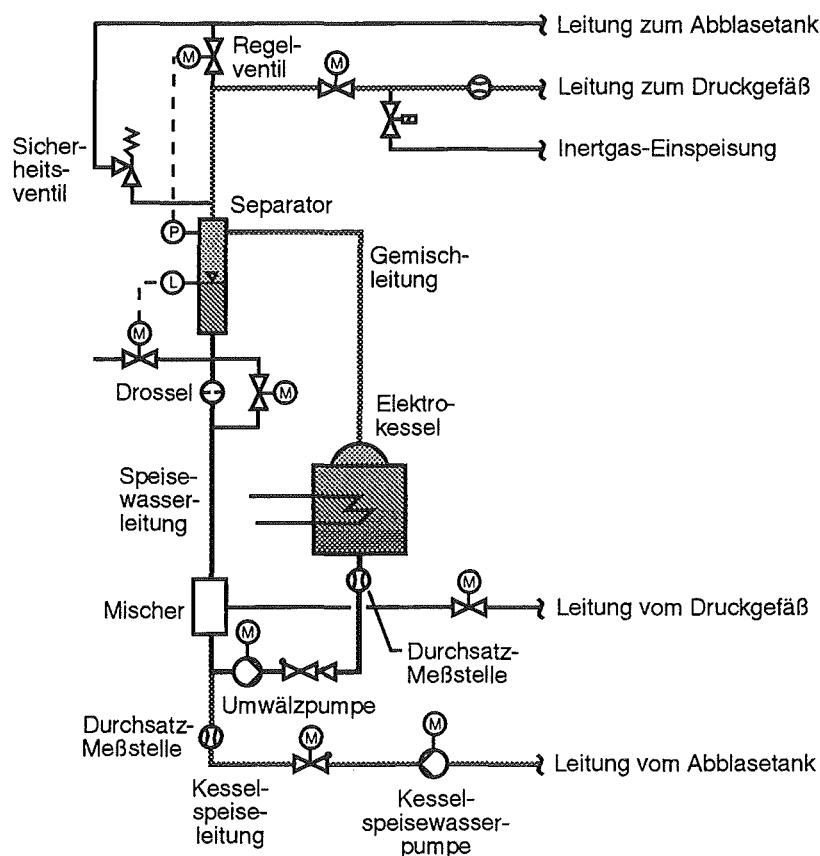 Leitung zum Abblasetank
Regel-
ventil
M
M
Leitung zum Druckgefäß
Inertgas-Einspeisung
Sicher-
heits-
ventil
Separator
P
Gemisch-
leitung
L
M
Drossel
M
Elektro-
kessel
Speise-
wasser-
leitung
M
Mischer
Leitung vom Druckgefäß
M
Durchsatz-
Meßstelle
Umwälzpumpe
Durchsatz-
Meßstelle
M
M
Leitung vom Abblasetank
Kessel-
speise-
leitung
Kessel-
speisewasser-
pumpe